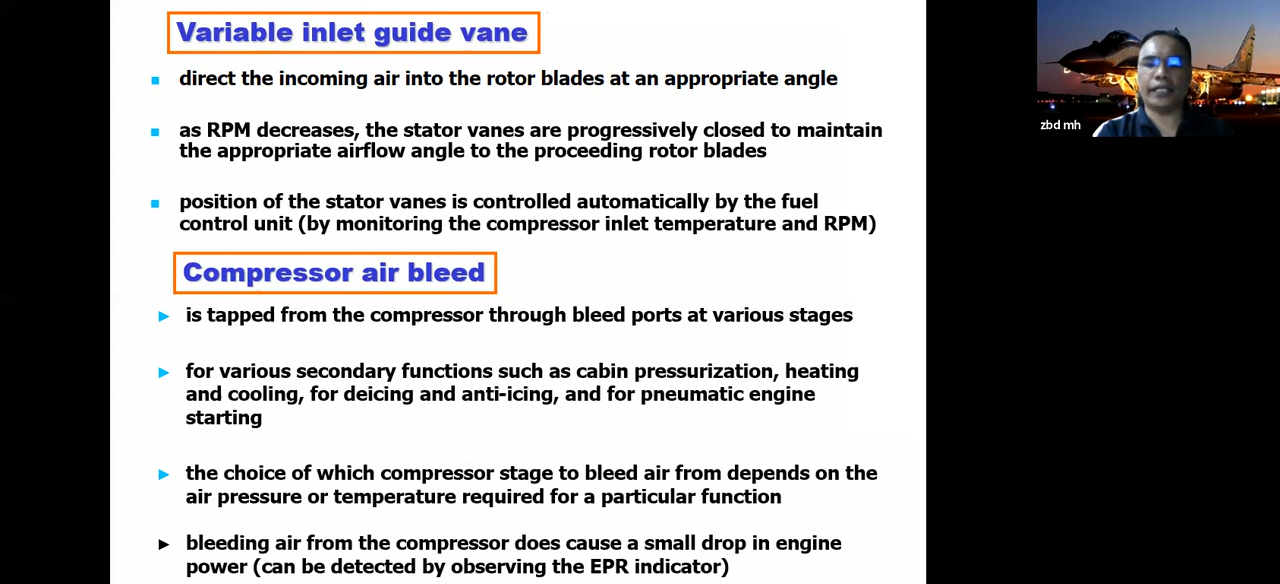 Variable inlet guide vane
direct the incoming air into the rotor blades at an appropriate angle
as RPM decreases, the stator vanes are progressively closed to maintain
the appropriate airflow angle to the proceeding rotor blades
position of the stator vanes is controlled automatically by the fuel
control unit (by monitoring the compressor inlet temperature and RPM)
Compressor air bleed
is tapped from the compressor through bleed ports at various stages
for various secondary functions such as cabin pressurization, heating
and cooling, for deicing and anti-icing, and for pneumatic engine
starting
the choice of which compressor stage to bleed air from depends on the
air pressure or temperature required for a particular function
bleeding air from the compressor does cause a small drop in engine
power (can be detected by observing the EPR indicator)
zbd mh